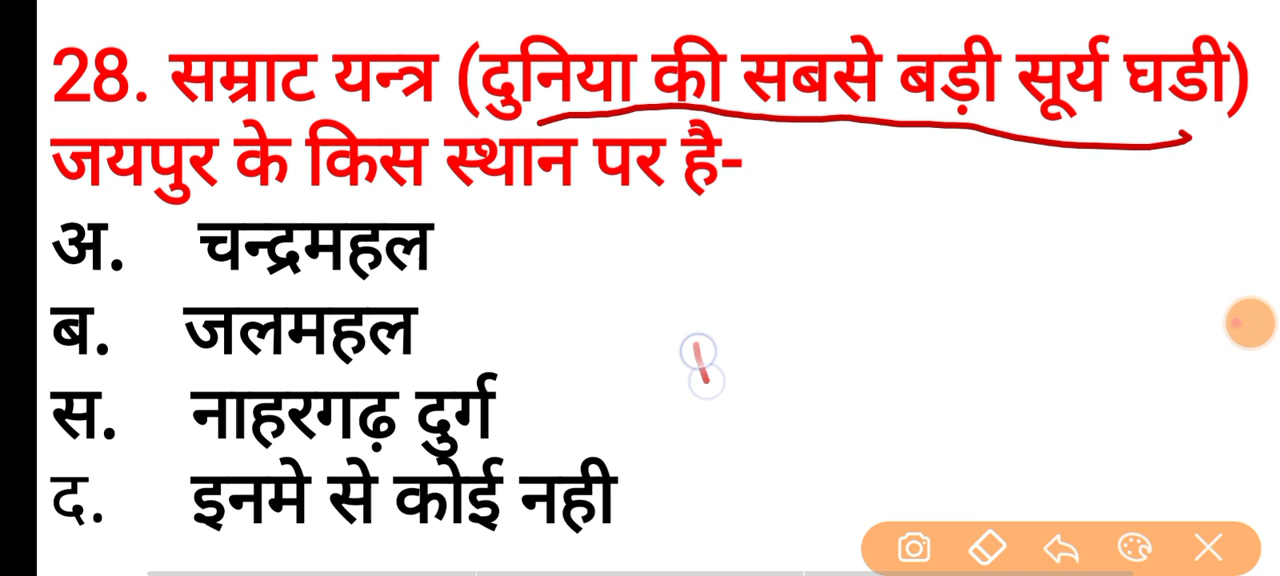 28. सम्राट यन्त्र (दुनिया की सबसे बड़ी सूर्य घडी)
जयपुर के किस स्थान पर है-
अ. चन्द्रमहल
ब. जलमहल
स. नाहरगढ़ दुर्ग
द. इनमे से कोई नही